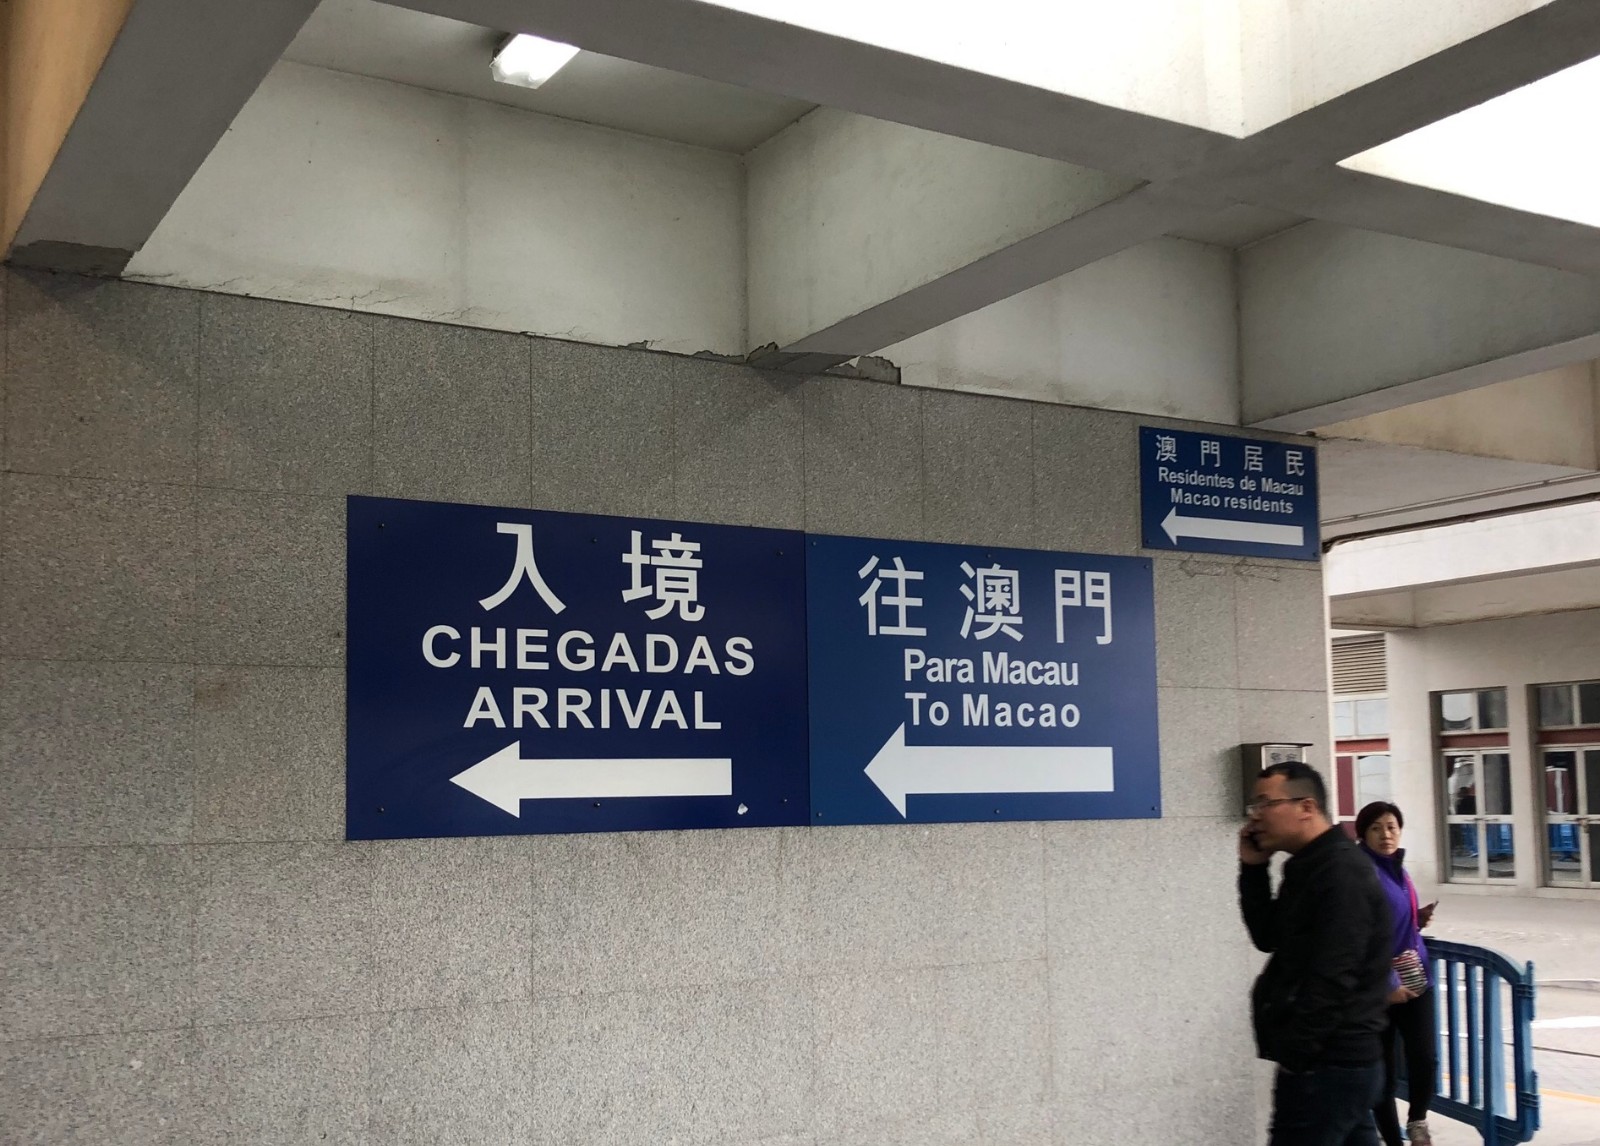 入境
CHEGADAS
ARRIVAL
往澳門
Para Macau
To Macao
澳門居民
Residentes de Macau
Macao residents